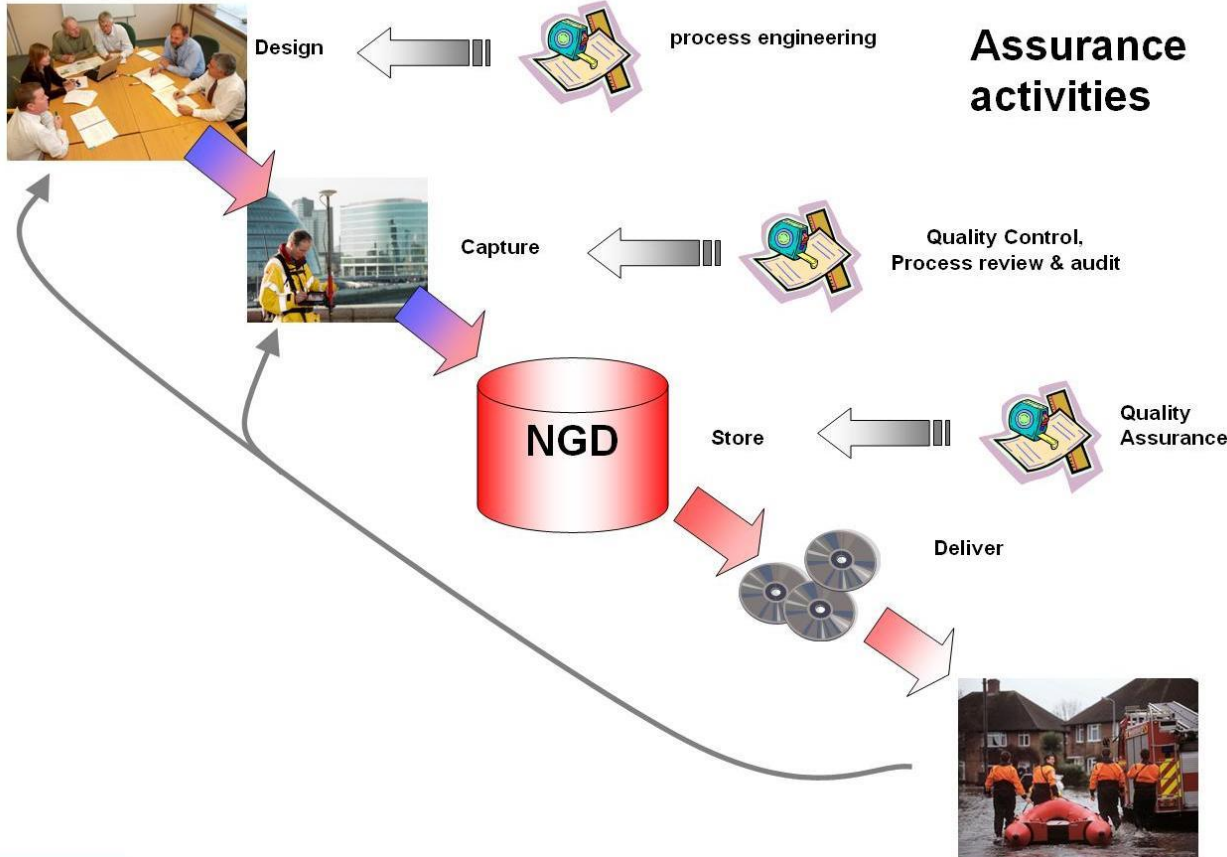 Design
process engineering
Assurance
activities
Capture
Quality Control,
Process review & audit
NGD
Store
Quality
Assurance
Deliver